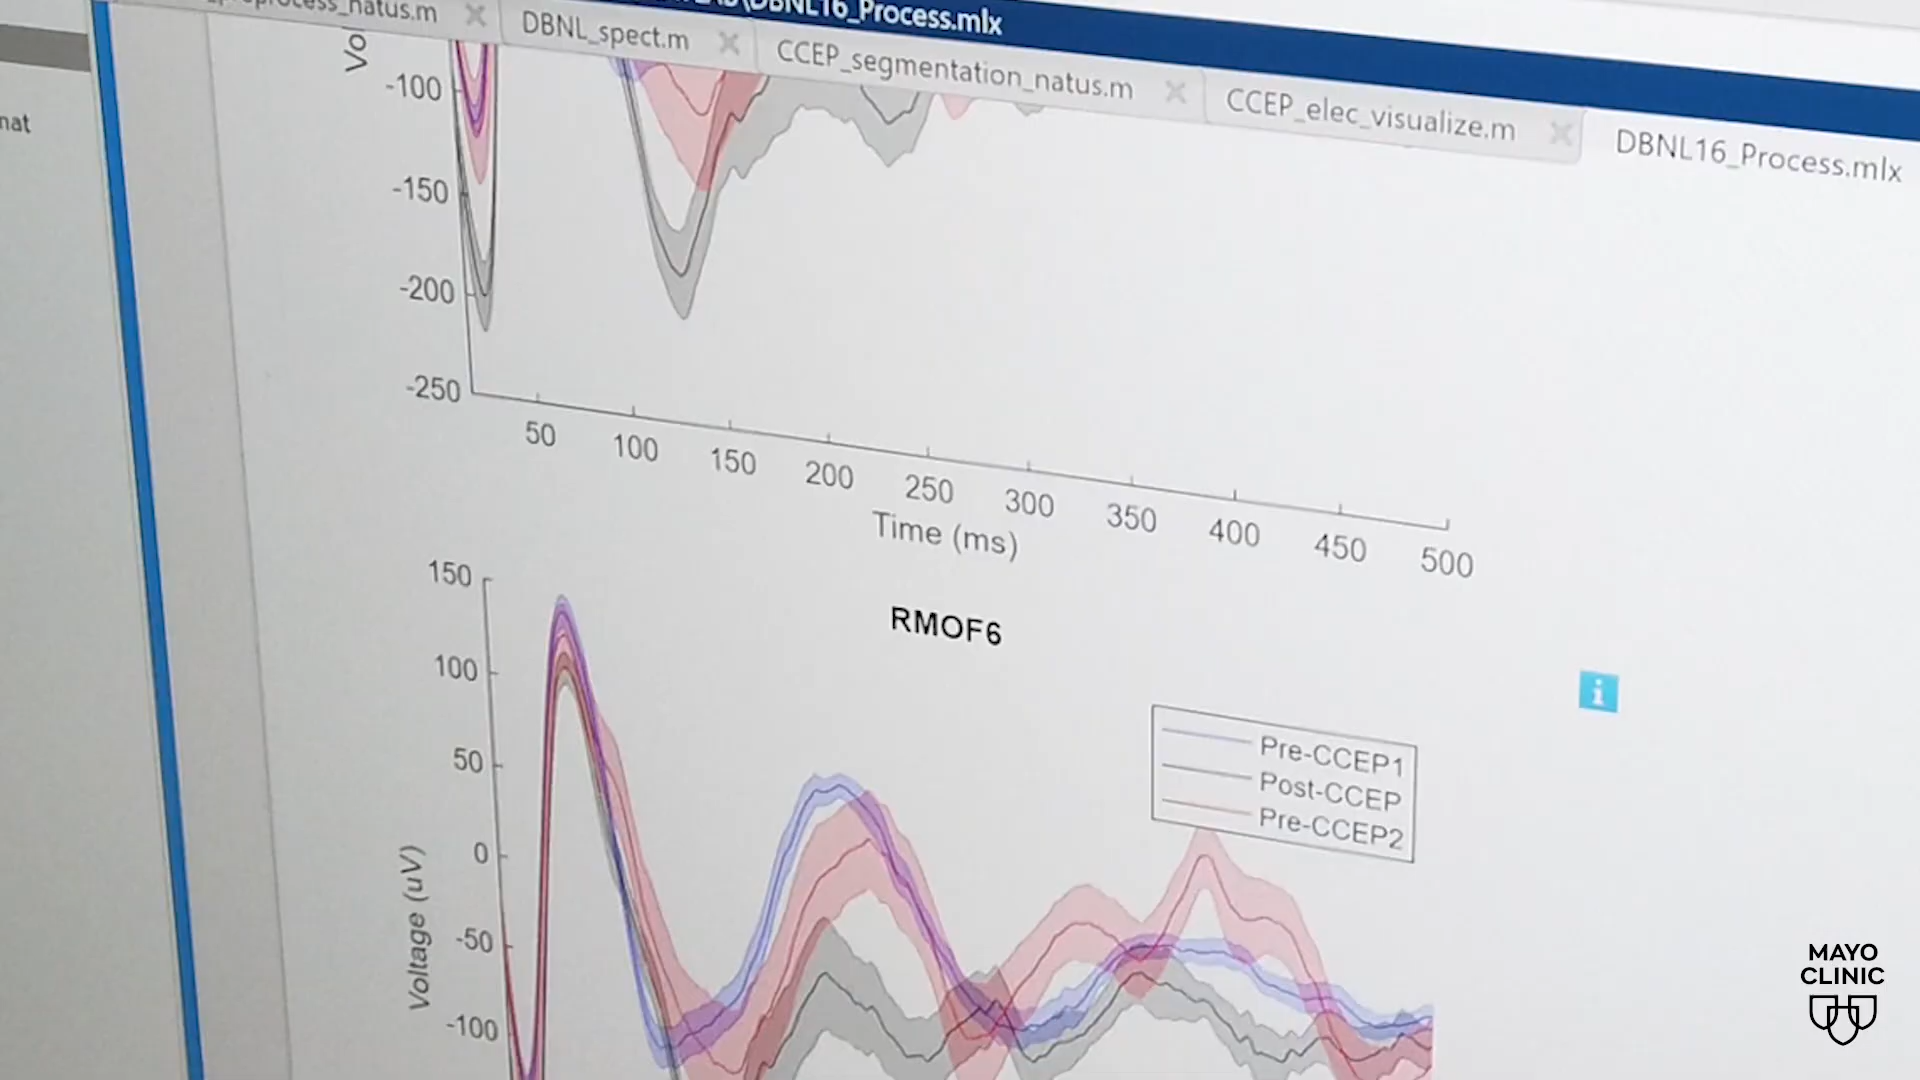 DBNL16_Process.mlx
DBNL_spect.m
CCEP_segmentation_natus.m
CCEP_elec_visualize.m
DBNL16_Process.mlx
-100
-150
-200
-250
50
100
150
200
250
300
350
400
450
500
Time (ms)
RMOF6
150
100
50
0
-50
-100
Voltage (uV)
Pre-CCEP1
Post-CCEP
Pre-CCEP2
i
MAYO
CLINIC